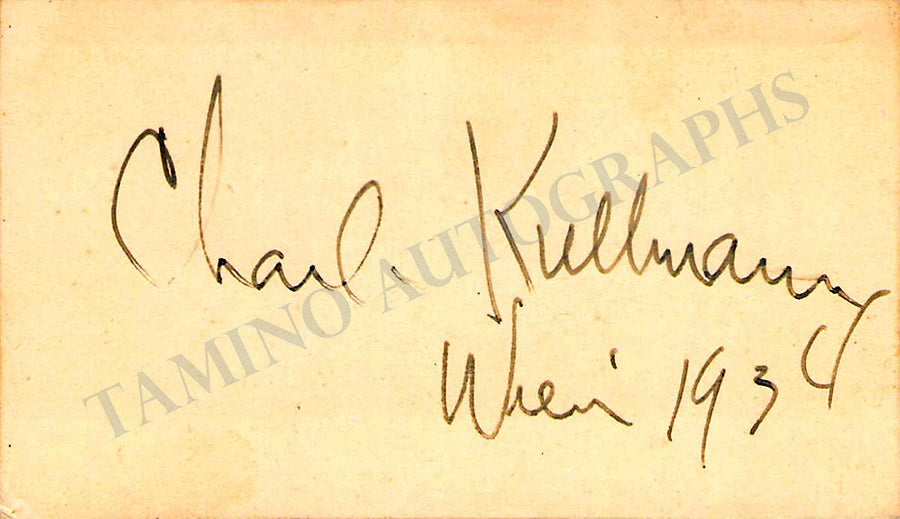 Charles Kullmann
Wien 1934
TAMINO AUTOGRAPHS